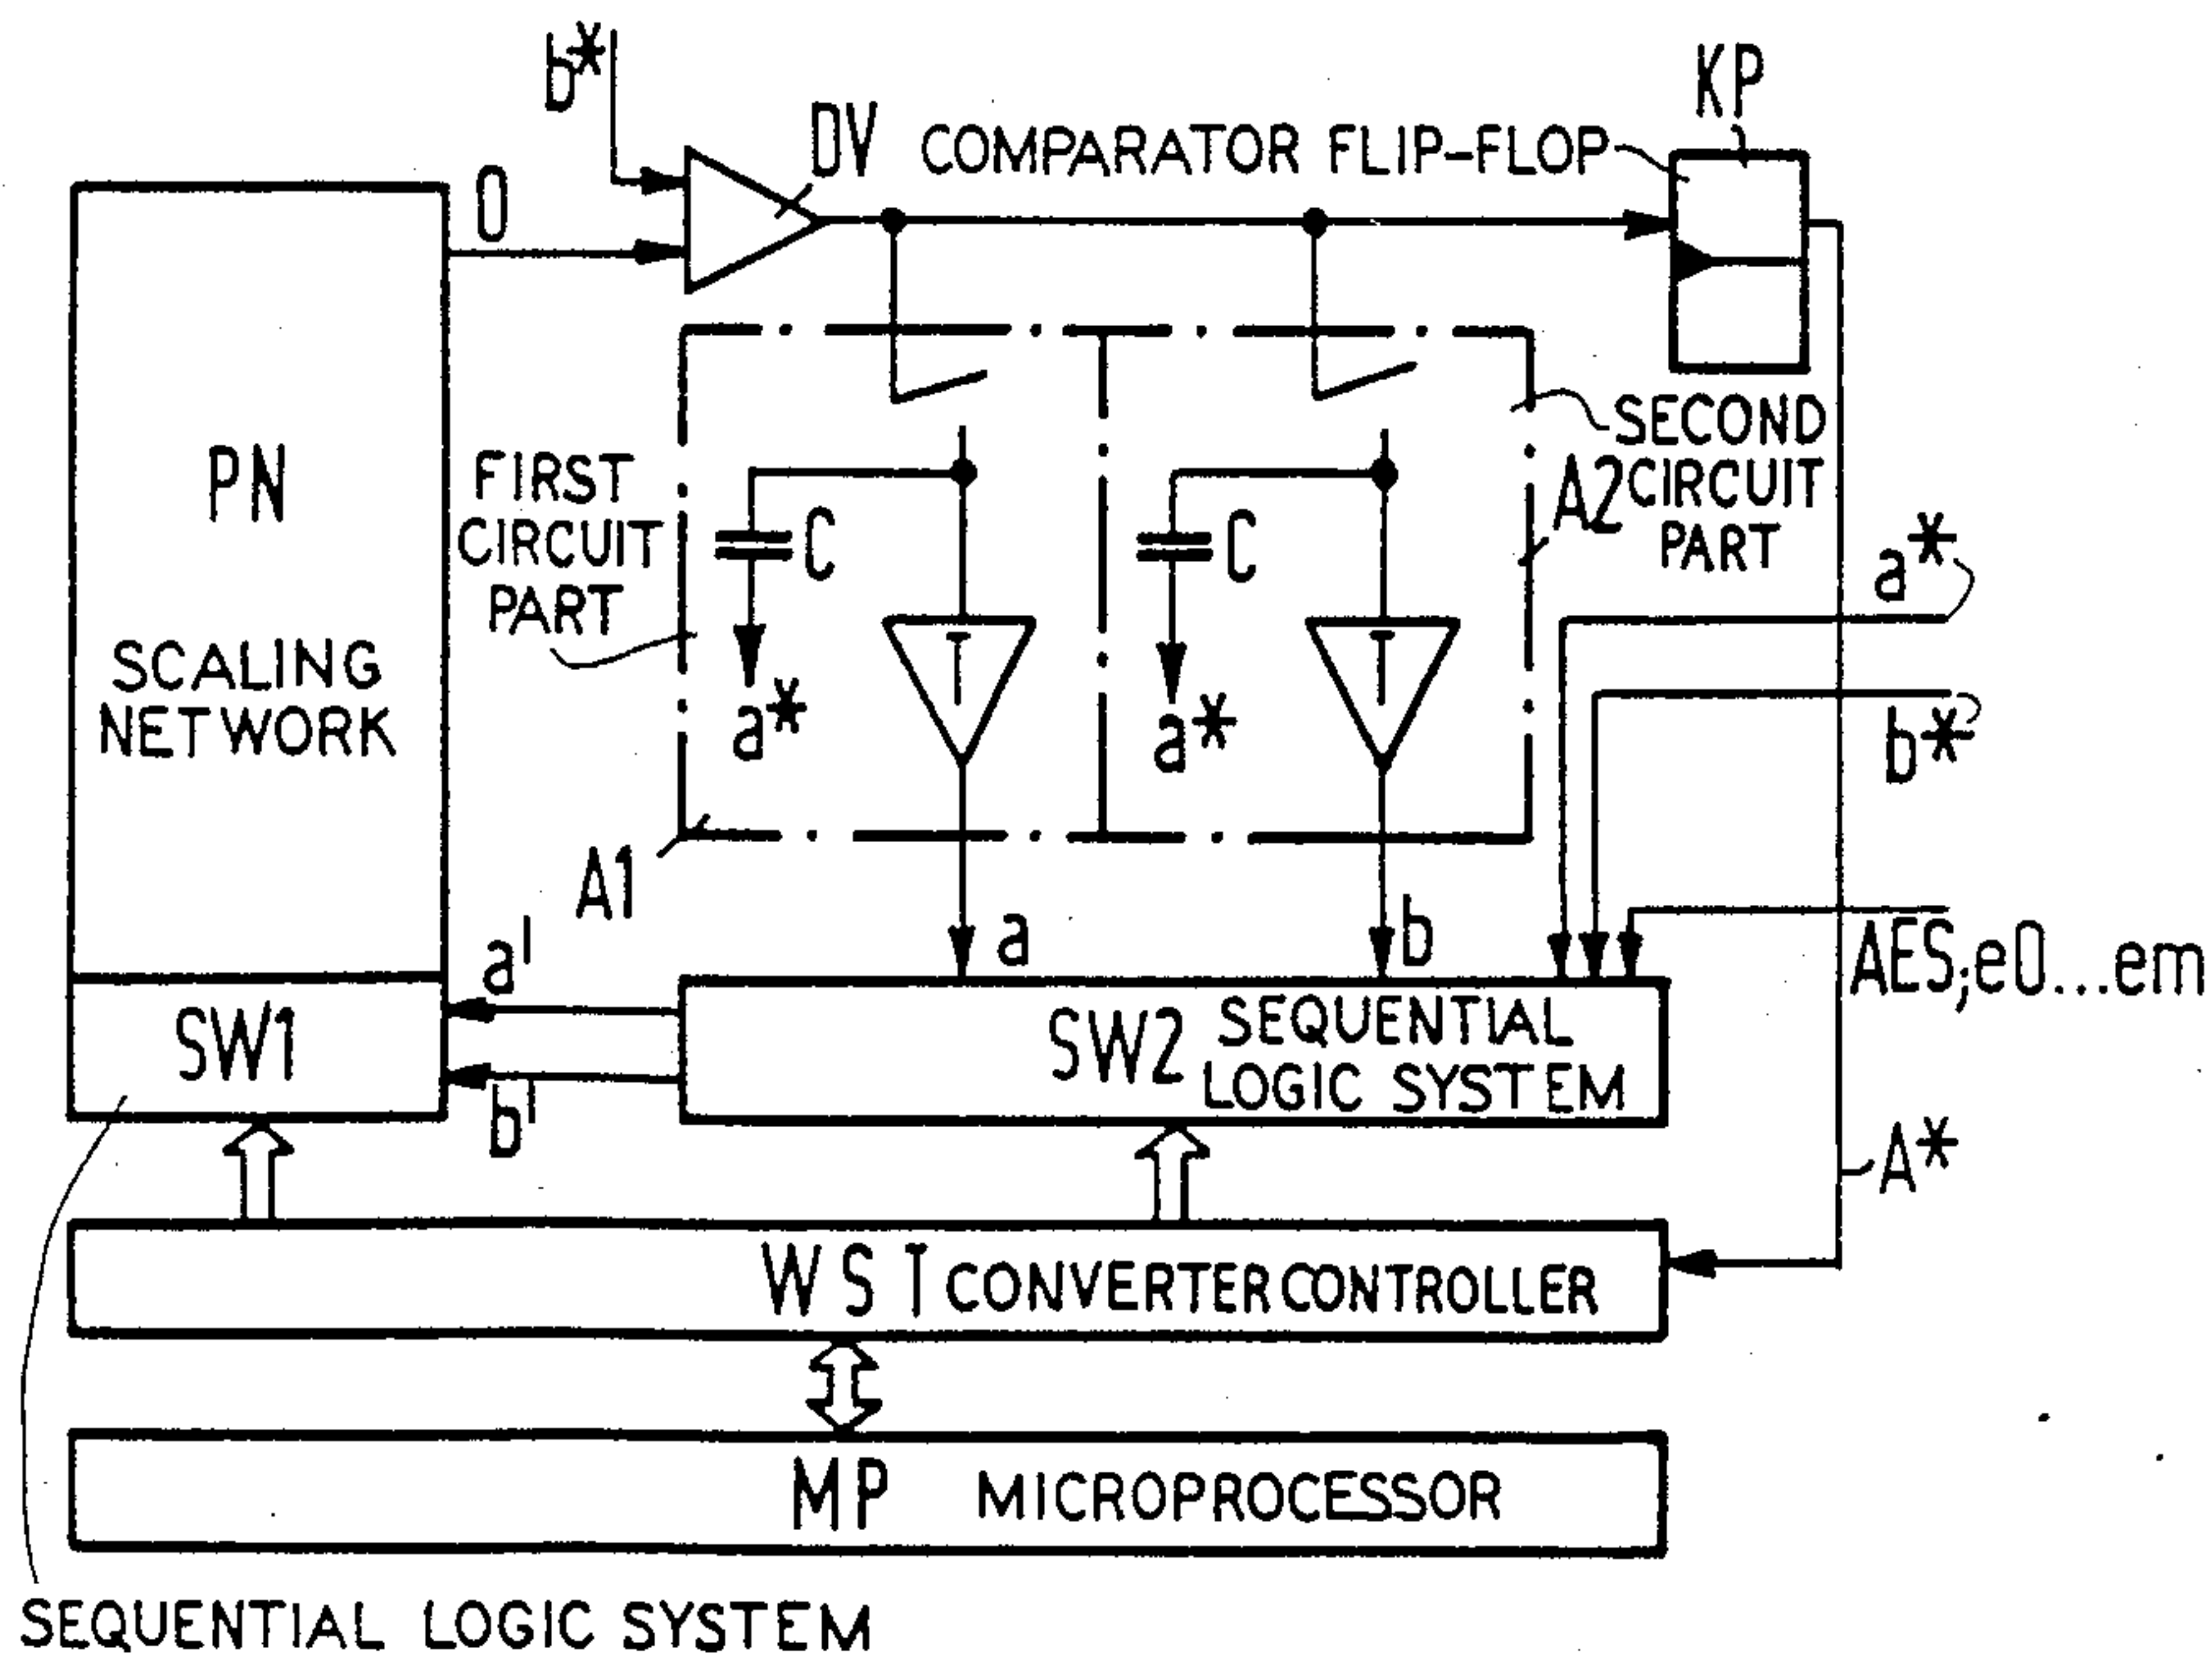 b*
DV
COMPARATOR FLIP-FLOP
KP
O
PN
SCALING
NETWORK
FIRST
CIRCUIT
PART
C
a*
T
C
a*
T
SECOND
CIRCUIT
PART
A2
a*
b*
A1
a
b
AES;e0...em
a'
b'
SW1
SW2 SEQUENTIAL
LOGIC SYSTEM
A*
WST CONVERTER CONTROLLER
MP MICROPROCESSOR
SEQUENTIAL LOGIC SYSTEM